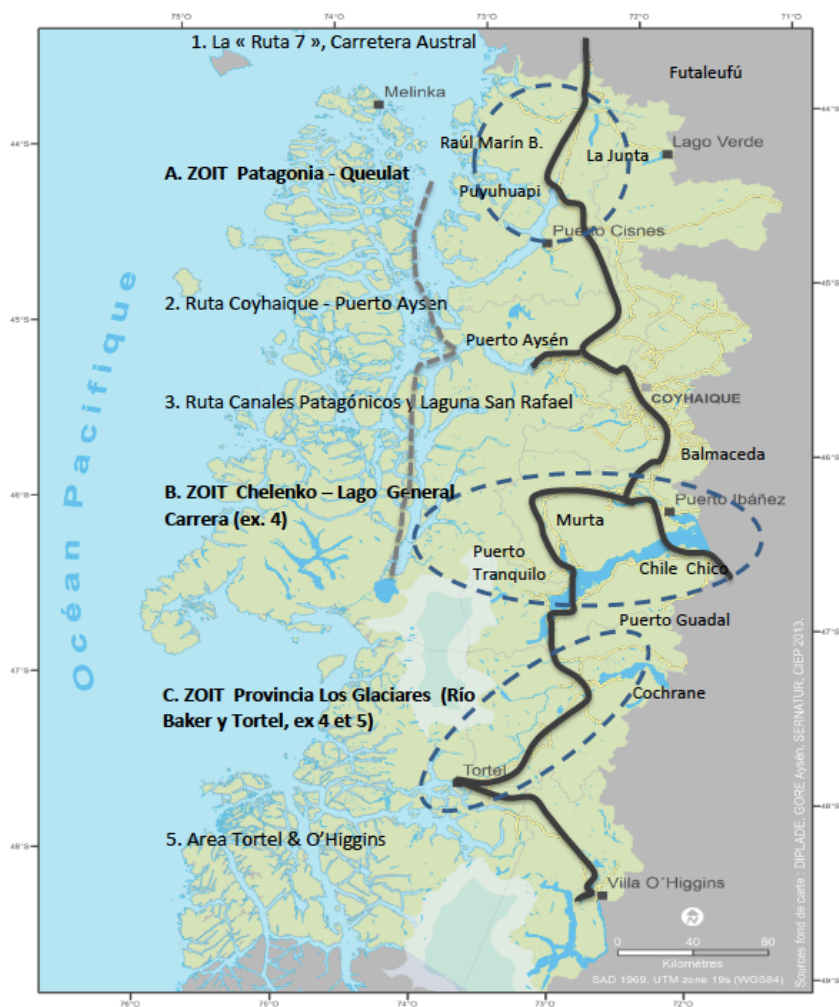 75°O
74°O
73°O
72°O
71°O
1. La « Ruta 7 », Carretera Austral
Futaleufú
Melinka
44°S
44°S
Raúl Marín B.
La Junta
Lago Verde
A. ZOIT Patagonia - Queulat
Puyuhuapi
Puerto Cisnes
2. Ruta Coyhaique - Puerto Aysen
45°S
45°S
Puerto Aysén
3. Ruta Canales Patagónicos y Laguna San Rafael
COYHAIQUE
Océan Pacifique
Balmaceda
46°S
46°S
B. ZOIT Chelenko – Lago General
Carrera (ex. 4)
Puerto Ibáñez
Murta
Puerto
Tranquilo
Chile Chico
Puerto Guadal
47°S
47°S
C. ZOIT Provincia Los Glaciares (Río
Baker y Tortel, ex 4 et 5)
Cochrane
Tortel
48°S
48°S
5. Area Tortel & O’Higgins
Villa O´Higgins
N
0 40 80
Kilometres
SAD 1969, UTM zone 19s (WGS84)
49°S
76°O
75°O
74°O
73°O
72°O
Sources fond de carte : DIPLADE, GORE Aysén, SERNATUR, CIEP 2013.